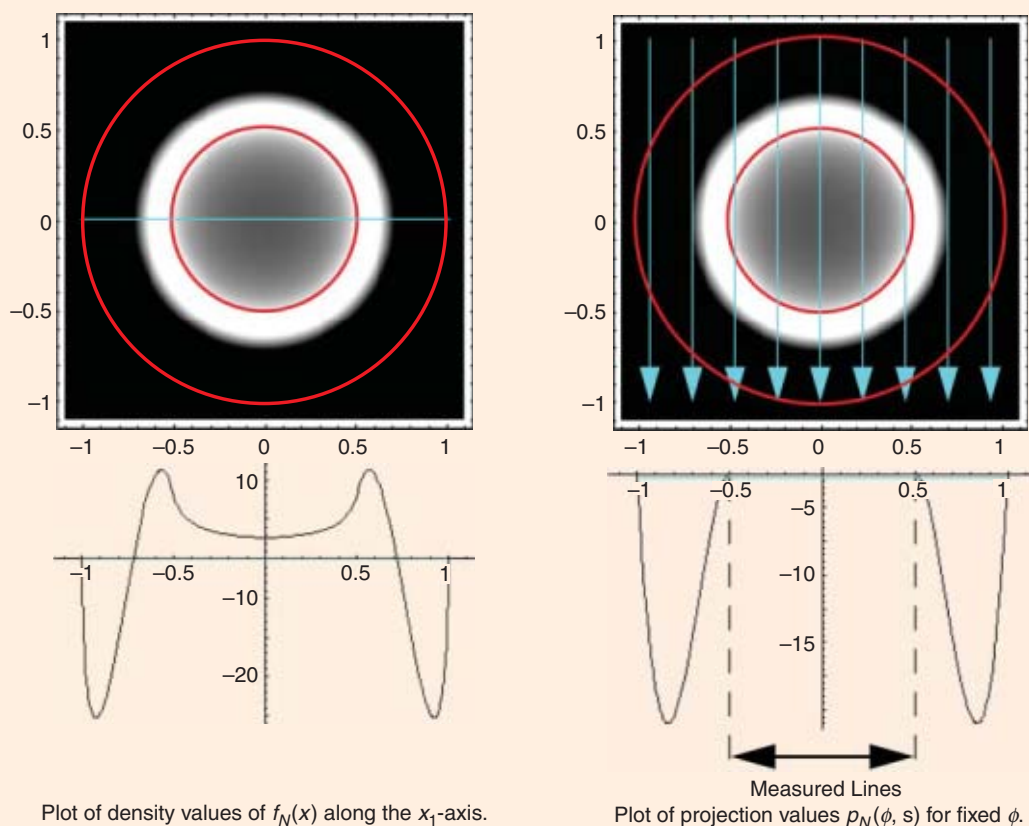 1
0.5
0
−0.5
−1
−1 −0.5 0 0.5 1
10
−1 −0.5 0.5 1
−10
−20
Plot of density values of f_N(x) along the x_1-axis.
1
0.5
0
−0.5
−1
−1 −0.5 0 0.5 1
−1 −0.5 0.5 1
−5
−10
−15
Measured Lines
Plot of projection values p_N(ϕ, s) for fixed ϕ.